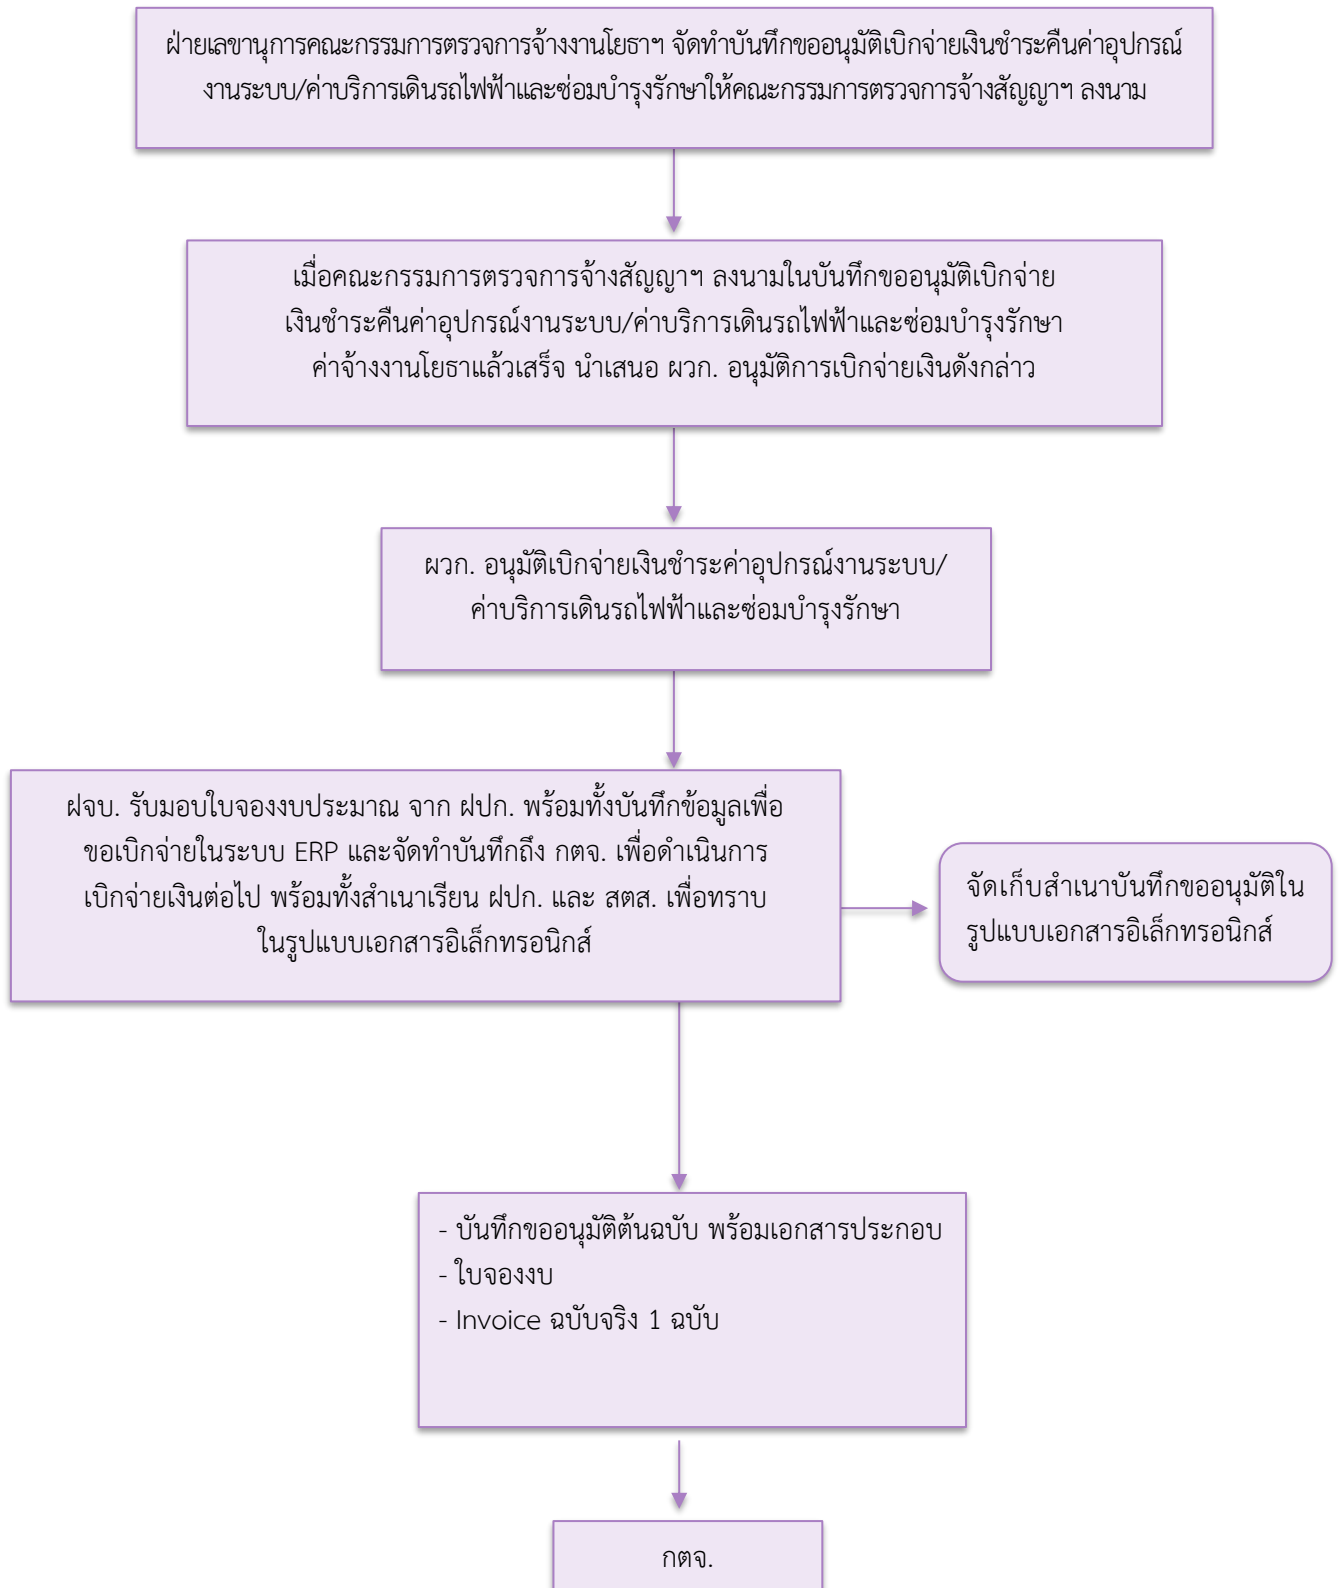 ฝ่ายเลขานุการคณะกรรมการตรวจการจ้างงานโยธาฯ จัดทำบันทึกขออนุมัติเบิกจ่ายเงินชำระคืนค่าอุปกรณ์
งานระบบ/ค่าบริการเดินรถไฟฟ้าและซ่อมบำรุงรักษาให้คณะกรรมการตรวจการจ้างสัญญาฯ ลงนาม
เมื่อคณะกรรมการตรวจการจ้างสัญญาฯ ลงนามในบันทึกขออนุมัติเบิกจ่าย
เงินชำระคืนค่าอุปกรณ์งานระบบ/ค่าบริการเดินรถไฟฟ้าและซ่อมบำรุงรักษา
ค่าจ้างงานโยธาแล้วเสร็จ นำเสนอ ผวก. อนุมัติการเบิกจ่ายเงินดังกล่าว
ผวก. อนุมัติเบิกจ่ายเงินชำระค่าอุปกรณ์งานระบบ/
ค่าบริการเดินรถไฟฟ้าและซ่อมบำรุงรักษา
ฝจบ. รับมอบใบจองงบประมาณ จาก ฝปก. พร้อมทั้งบันทึกข้อมูลเพื่อ
ขอเบิกจ่ายในระบบ ERP และจัดทำบันทึกถึง กตจ. เพื่อดำเนินการ
เบิกจ่ายเงินต่อไป พร้อมทั้งสำเนาเรียน ฝปก. และ สตส. เพื่อทราบ
ในรูปแบบเอกสารอิเล็กทรอนิกส์
จัดเก็บสำเนาบันทึกขออนุมัติใน
รูปแบบเอกสารอิเล็กทรอนิกส์
- บันทึกขออนุมัติต้นฉบับ พร้อมเอกสารประกอบ
- ใบจองงบ
- Invoice ฉบับจริง 1 ฉบับ
กตจ.